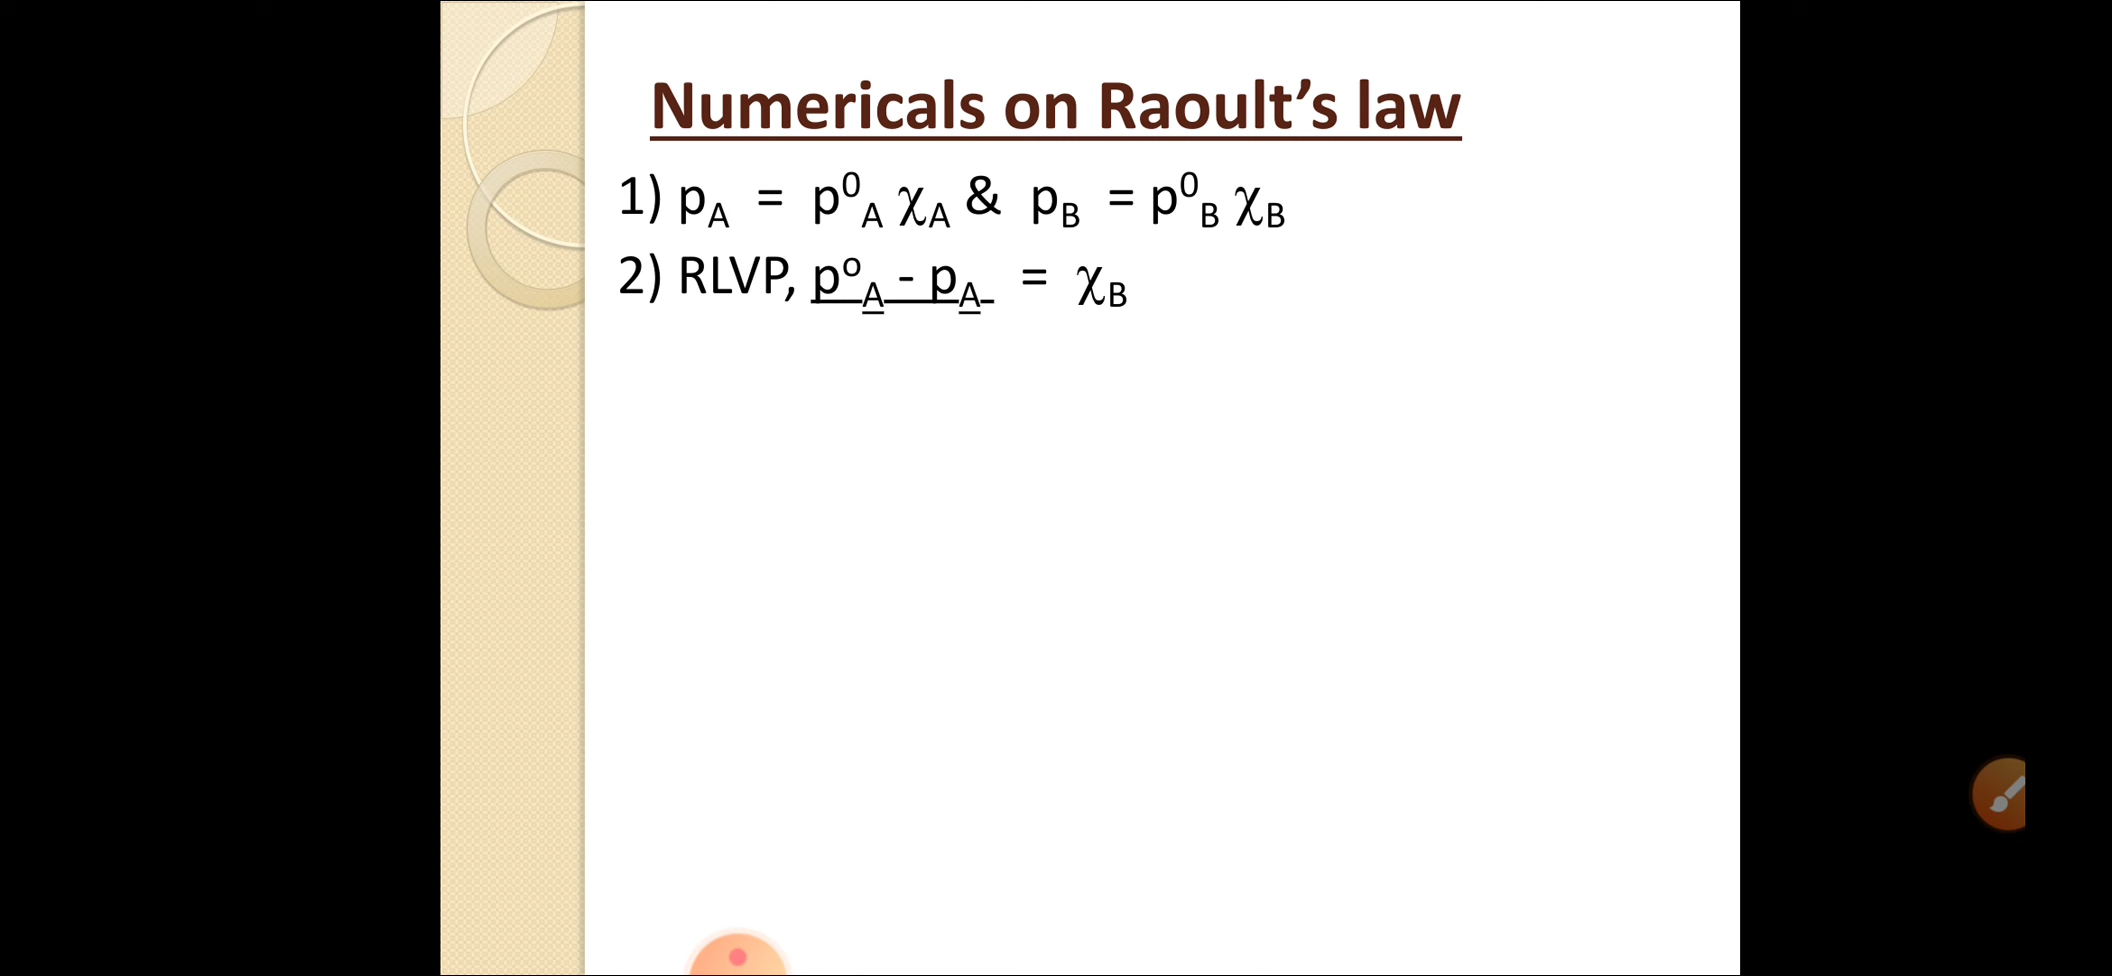 Numericals on Raoult’s law
1) pA = p⁰A χA & pB = p⁰B χB
2) RLVP, pᵒA - pA = χB